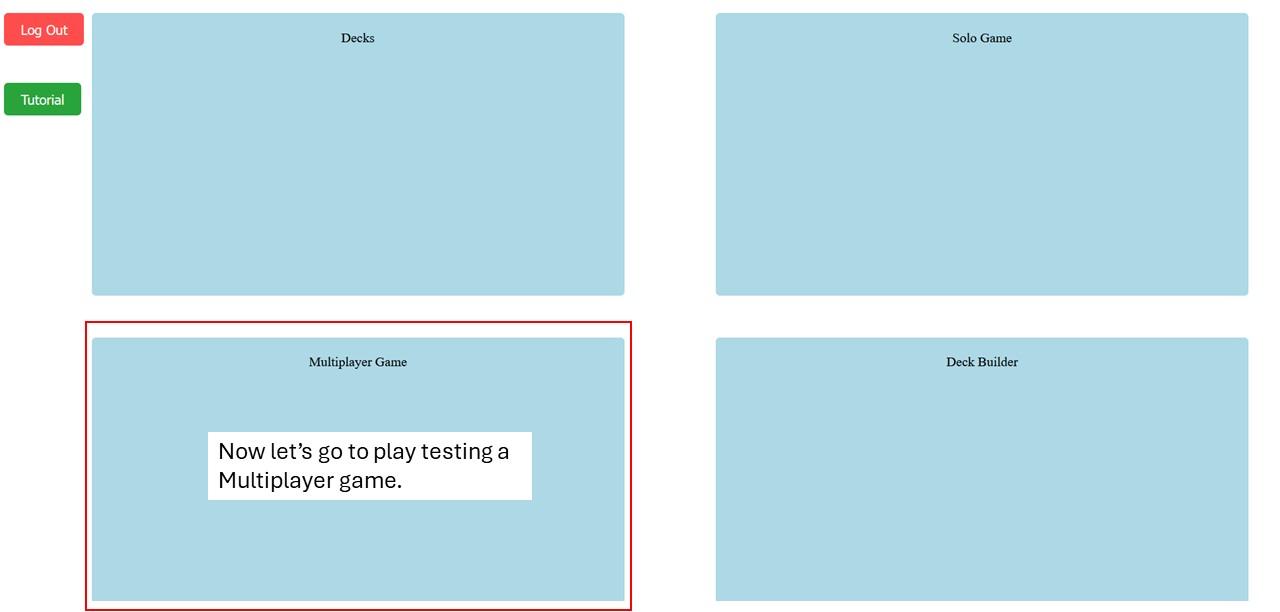 Log Out
Decks
Solo Game
Tutorial
Multiplayer Game
Deck Builder
Now let’s go to play testing a
Multiplayer game.